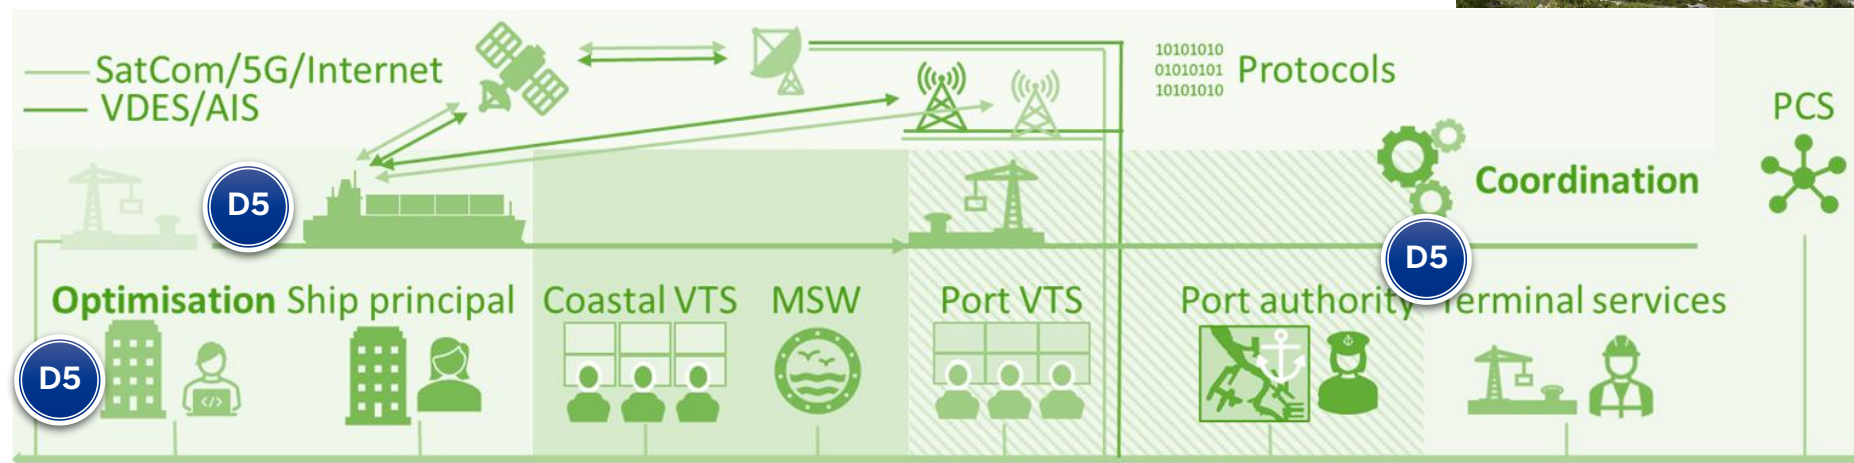 SatCom/5G/Internet
VDES/AIS
10101010
01010101
10101010
Protocols
PCS
Coordination
D5
D5
Optimisation
Ship principal
Coastal VTS
MSW
Port VTS
Port authority
Terminal services
D5
</>